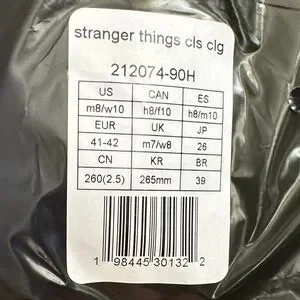 stranger things cls clg
212074-90H
US CAN ES
m8/w10 h8/f10 h8/m10
EUR UK JP
41-42 m7/w8 26
CN KR BR
260(2.5) 265mm 39
1 98445 30132 2